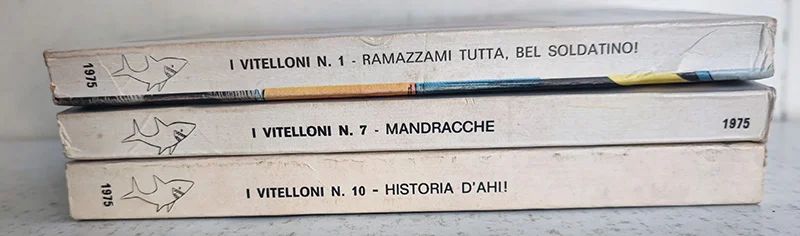 1975 I VITELLONI N. 1 - RAMAZZAMI TUTTA, BEL SOLDATINO!
I VITELLONI N. 7 - MANDRACCHE 1975
1975 I VITELLONI N. 10 - HISTORIA D'AHI!